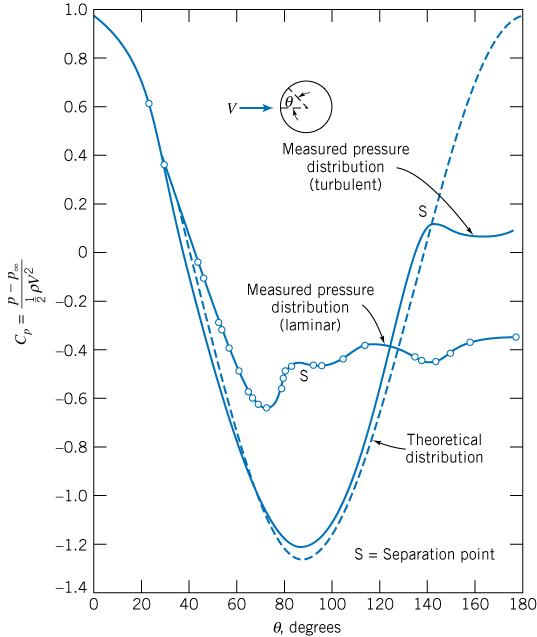 1.0
0.8
0.6
0.4
0.2
0
−0.2
−0.4
−0.6
−0.8
−1.0
−1.2
−1.4
C_p = (p − p_∞) / (½ρV²)
V
θ
Measured pressure
distribution
(turbulent)
S
Measured pressure
distribution
(laminar)
S
Theoretical
distribution
S = Separation point
0 20 40 60 80 100 120 140 160 180
θ, degrees